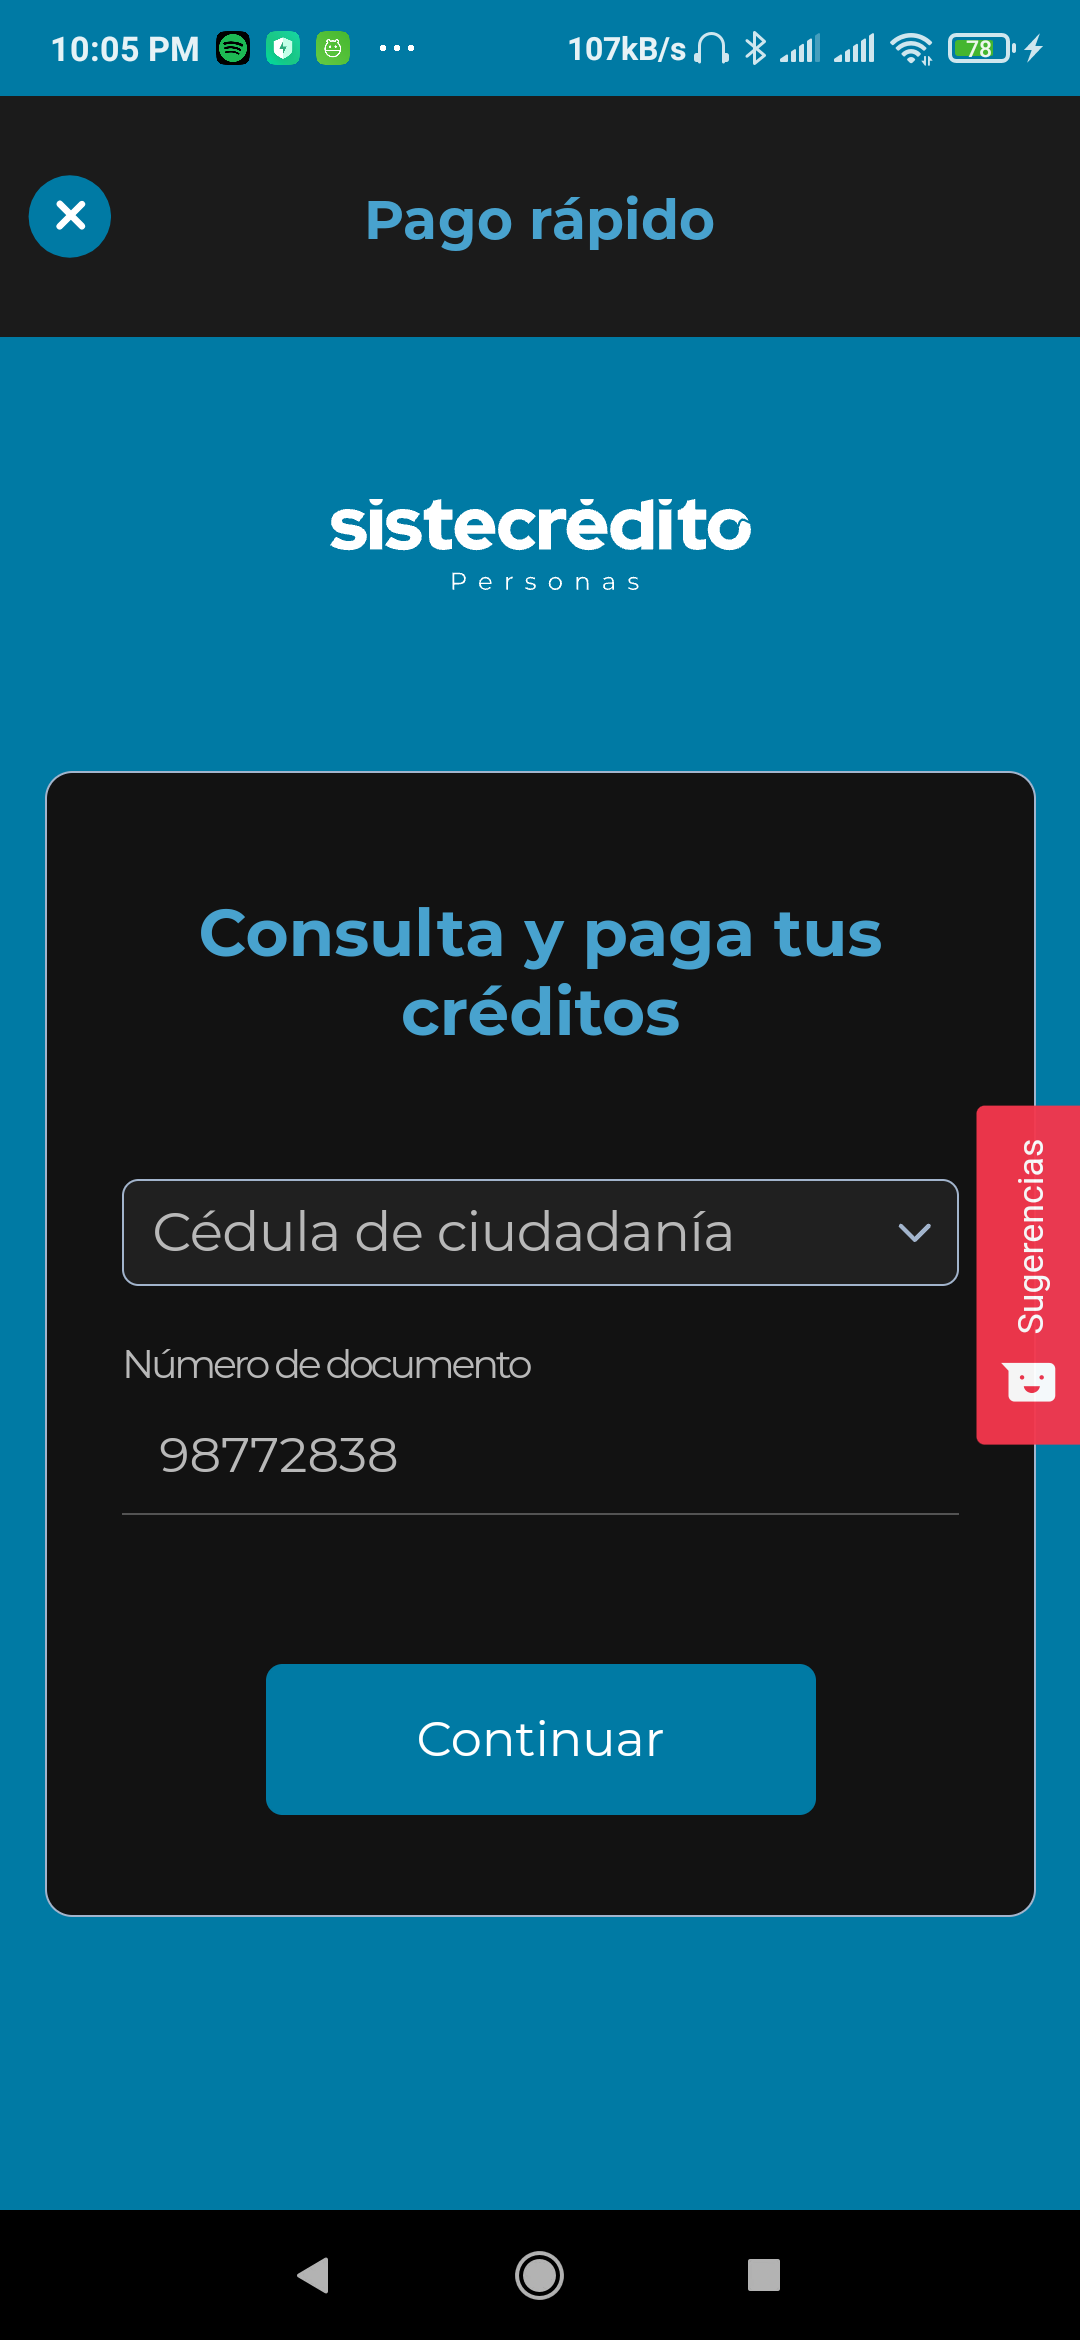 10:05 PM 107kB/s 78
Pago rápido
sistecrédito
Personas
Consulta y paga tus
créditos
Cédula de ciudadanía
Sugerencias
Número de documento
98772838
Continuar